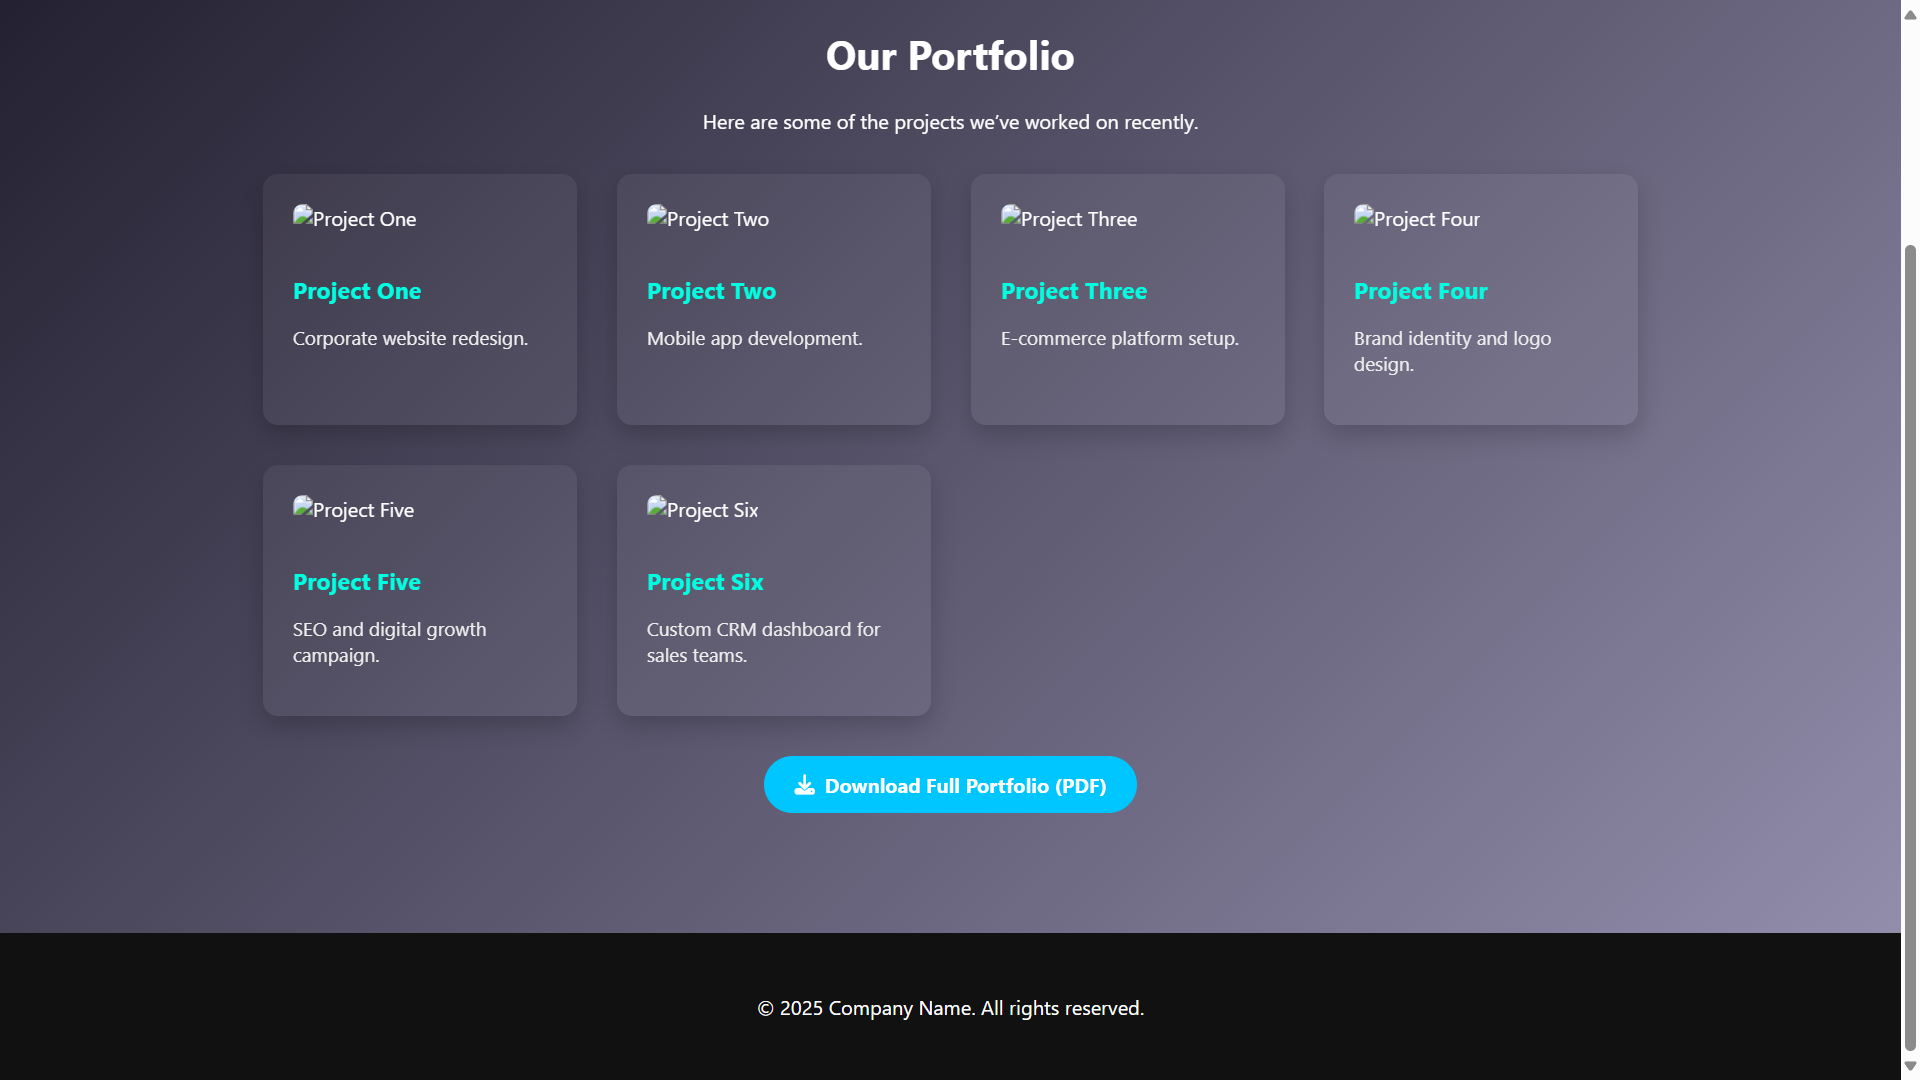 Our Portfolio
Here are some of the projects we’ve worked on recently.
Project One
Project One
Corporate website redesign.
Project Two
Project Two
Mobile app development.
Project Three
Project Three
E-commerce platform setup.
Project Four
Project Four
Brand identity and logo
design.
Project Five
Project Five
SEO and digital growth
campaign.
Project Six
Project Six
Custom CRM dashboard for
sales teams.
Download Full Portfolio (PDF)
© 2025 Company Name. All rights reserved.